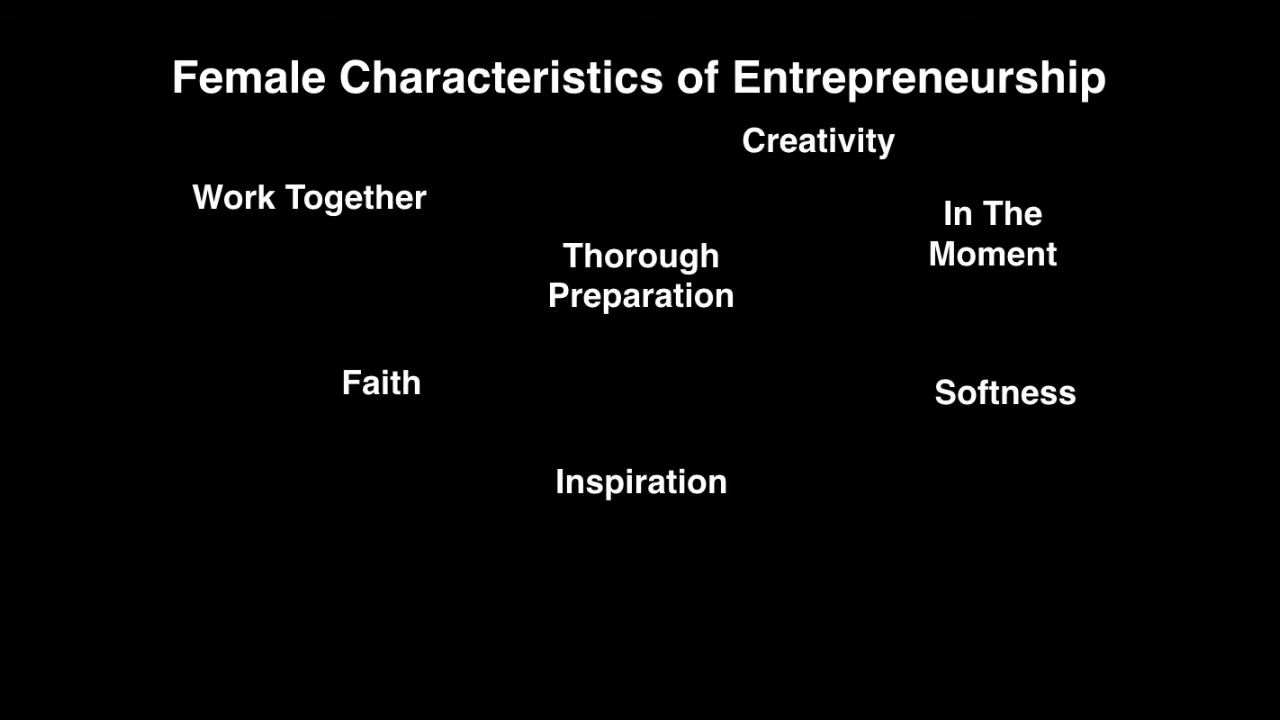 Female Characteristics of Entrepreneurship
Creativity
Work Together
In The
Moment
Thorough
Preparation
Faith
Softness
Inspiration